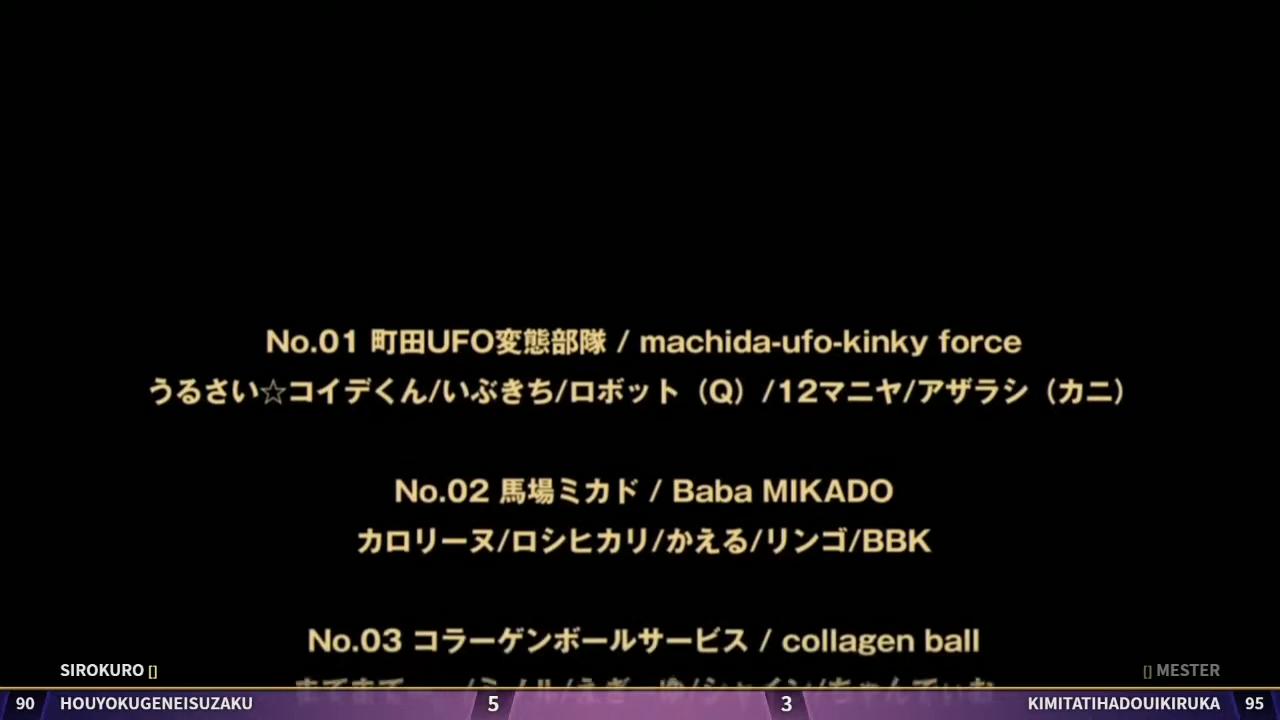 No.01 町田UFO変態部隊 / machida-ufo-kinky force
うるさい☆コイデくん/いぶきち/ロボット（Q）/12マニヤ/アザラシ（カニ）
No.02 馬場ミカド / Baba MIKADO
カロリーヌ/ロシヒカリ/かえる/リンゴ/BBK
No.03 コラーゲンボールサービス / collagen ball
SIROKURO []
[] MESTER
90 HOUYOKUGENEISUZAKU 5 3 KIMITATIHADOUIKIRUKA 95